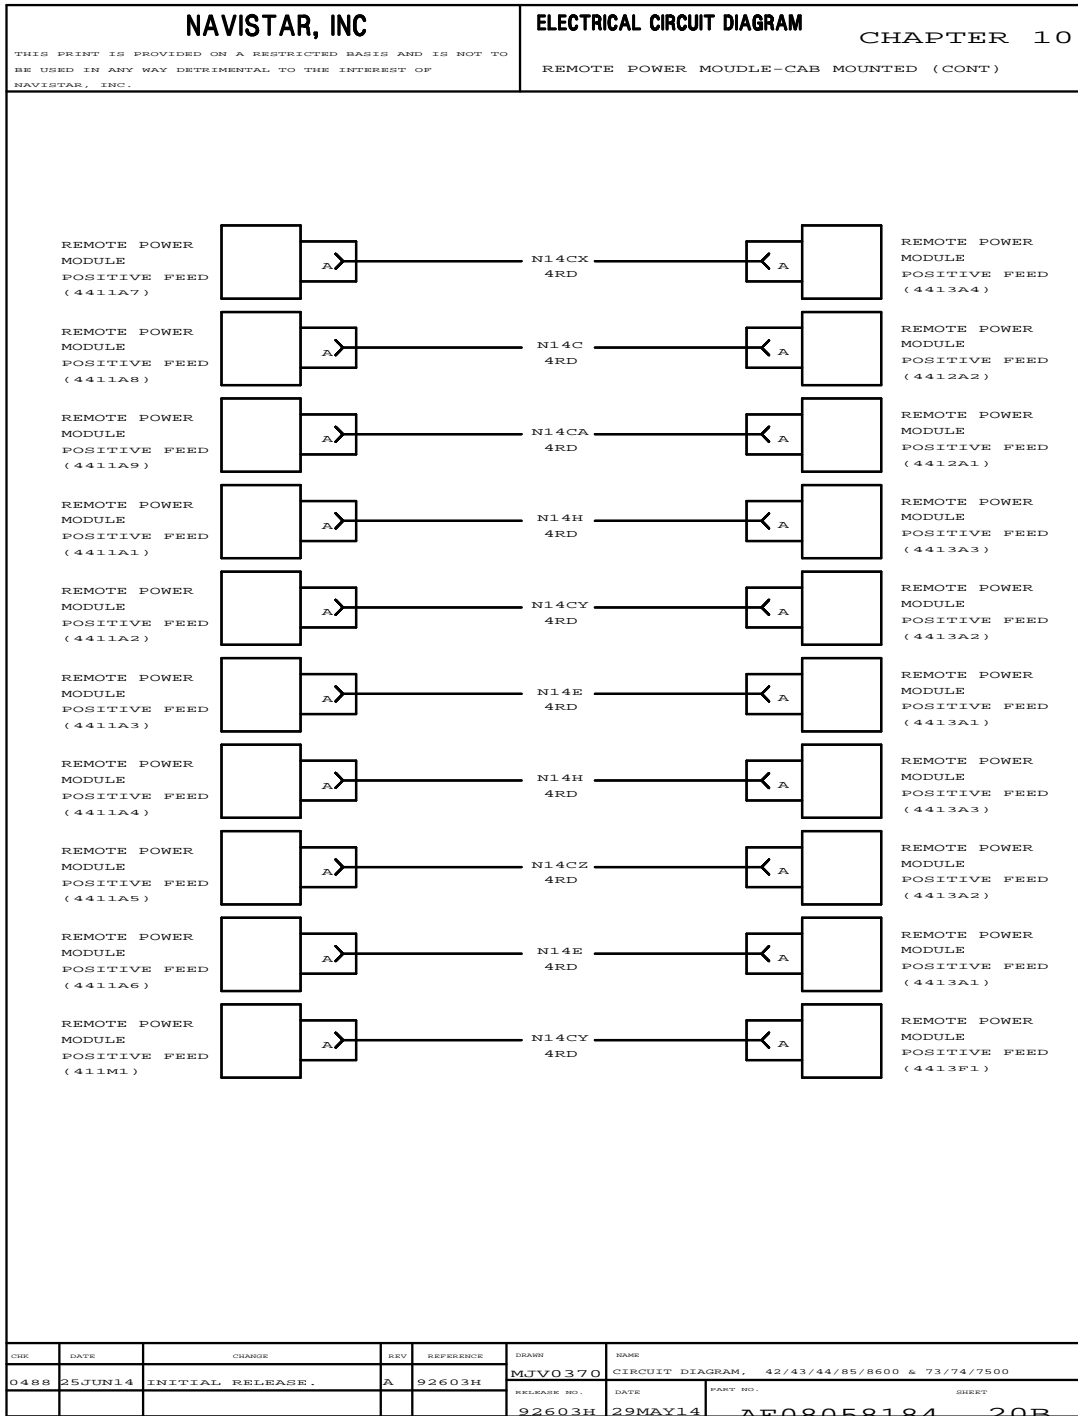 NAVISTAR, INC
THIS PRINT IS PROVIDED ON A RESTRICTED BASIS AND IS NOT TO
BE USED IN ANY WAY DETRIMENTAL TO THE INTEREST OF
NAVISTAR, INC.
ELECTRICAL CIRCUIT DIAGRAM
CHAPTER 10
REMOTE POWER MOUDLE-CAB MOUNTED (CONT)
REMOTE POWER
MODULE
POSITIVE FEED
(4411A7)
A
N14CX
4RD
A
REMOTE POWER
MODULE
POSITIVE FEED
(4413A4)
REMOTE POWER
MODULE
POSITIVE FEED
(4411A8)
A
N14C
4RD
A
REMOTE POWER
MODULE
POSITIVE FEED
(4412A2)
REMOTE POWER
MODULE
POSITIVE FEED
(4411A9)
A
N14CA
4RD
A
REMOTE POWER
MODULE
POSITIVE FEED
(4412A1)
REMOTE POWER
MODULE
POSITIVE FEED
(4411A1)
A
N14H
4RD
A
REMOTE POWER
MODULE
POSITIVE FEED
(4413A3)
REMOTE POWER
MODULE
POSITIVE FEED
(4411A2)
A
N14CY
4RD
A
REMOTE POWER
MODULE
POSITIVE FEED
(4413A2)
REMOTE POWER
MODULE
POSITIVE FEED
(4411A3)
A
N14E
4RD
A
REMOTE POWER
MODULE
POSITIVE FEED
(4413A1)
REMOTE POWER
MODULE
POSITIVE FEED
(4411A4)
A
N14H
4RD
A
REMOTE POWER
MODULE
POSITIVE FEED
(4413A3)
REMOTE POWER
MODULE
POSITIVE FEED
(4411A5)
A
N14CZ
4RD
A
REMOTE POWER
MODULE
POSITIVE FEED
(4413A2)
REMOTE POWER
MODULE
POSITIVE FEED
(4411A6)
A
N14E
4RD
A
REMOTE POWER
MODULE
POSITIVE FEED
(4413A1)
REMOTE POWER
MODULE
POSITIVE FEED
(411M1)
A
N14CY
4RD
A
REMOTE POWER
MODULE
POSITIVE FEED
(4413F1)
CHK DATE CHANGE REV REFERENCE
0488 25JUN14 INITIAL RELEASE. A 92603H
DRAWN NAME
MJV0370 CIRCUIT DIAGRAM, 42/43/44/85/8600 & 73/74/7500
RELEASE NO. DATE PART NO. SHEET
92603H 29MAY14 AF08058184 20B